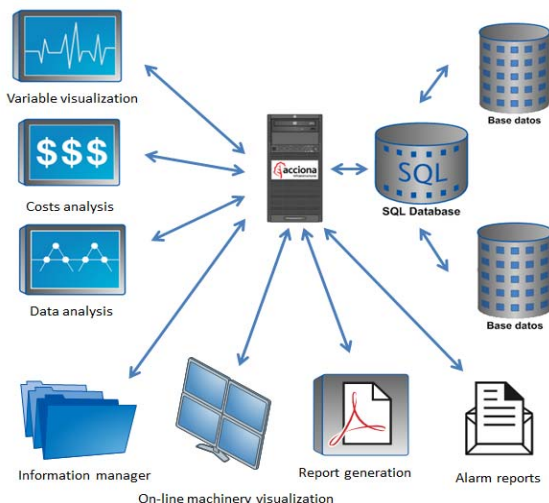 Variable visualization
$$$
Costs analysis
Data analysis
acciona
SQL
SQL Database
Base datos
Base datos
Information manager
On-line machinery visualization
Report generation
Alarm reports